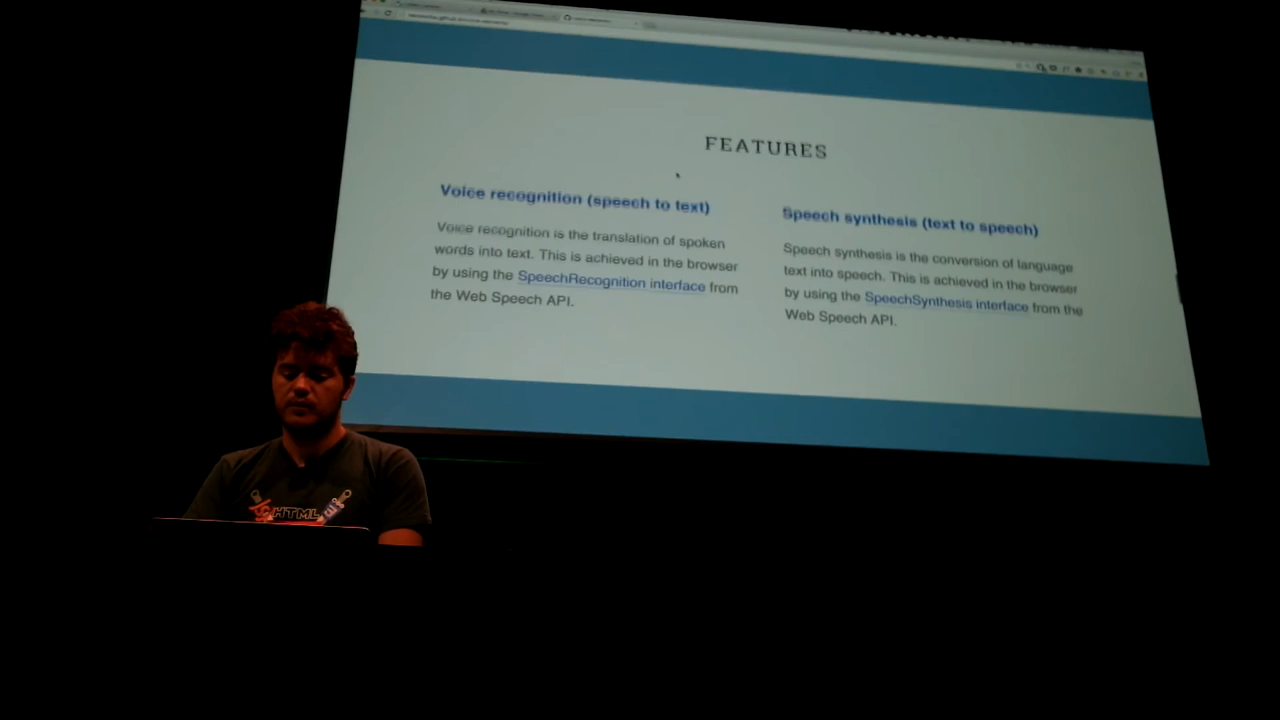 FEATURES
Voice recognition (speech to text)
Voice recognition is the translation of spoken
words into text. This is achieved in the browser
by using the SpeechRecognition interface from
the Web Speech API.
Speech synthesis (text to speech)
Speech synthesis is the conversion of language
text into speech. This is achieved in the browser
by using the SpeechSynthesis interface from the
Web Speech API.
HTML